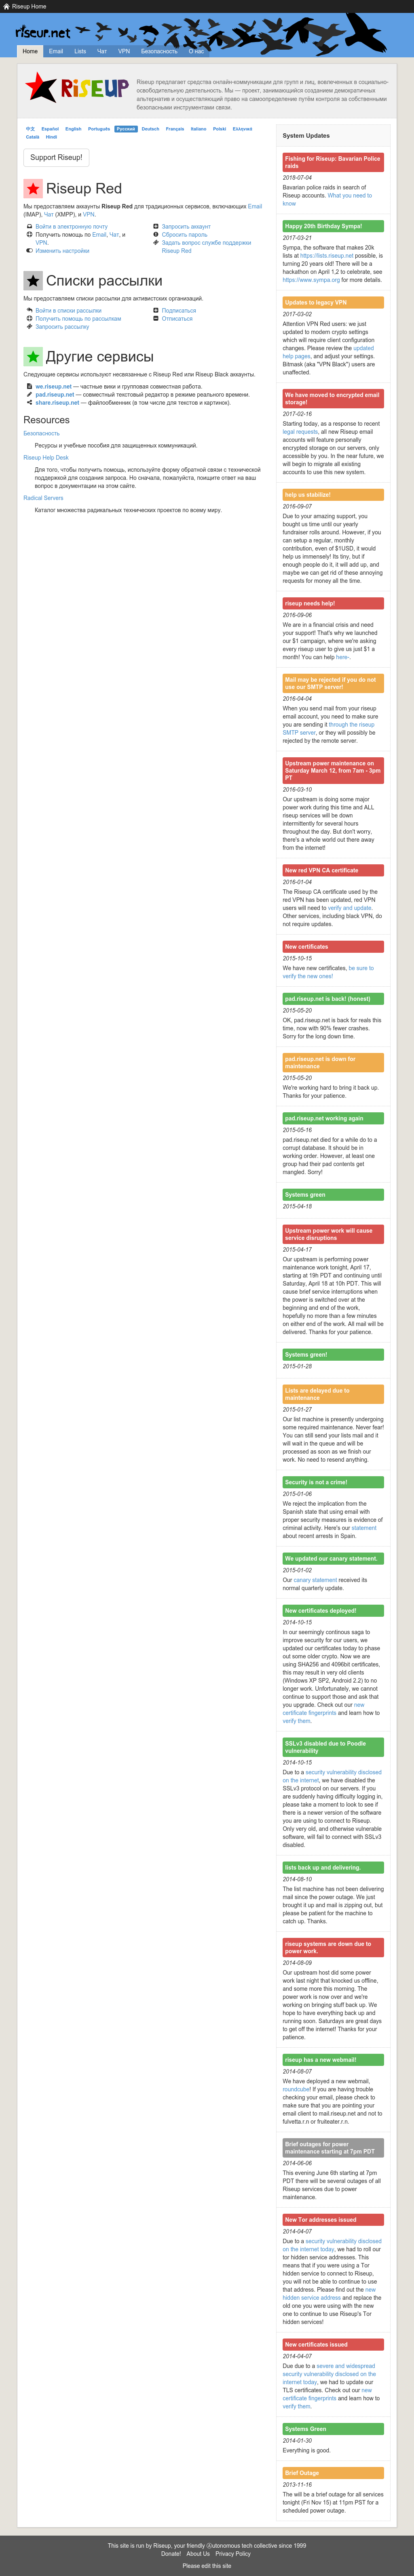 Riseup Home
riseup.net
Home Email Lists Чат VPN Безопасность О нас
RiSEUP
Riseup предлагает средства онлайн-коммуникации для групп и лиц, вовлеченных в социально-освободительную деятельность. Мы — проект, занимающийся созданием демократичных альтернатив и осуществляющий право на самоопределение путем контроля за собственными безопасными инструментами связи.
中文 Español English Português Русский Deutsch Français Italiano Polski Ελληνικά
Català Hindi
Support Riseup!
Riseup Red
Мы предоставляем аккаунты Riseup Red для традиционных сервисов, включающих Email (IMAP), Чат (XMPP), и VPN.
Войти в электронную почту
Получить помощь по Email, Чат, и VPN.
Изменить настройки
Запросить аккаунт
Сбросить пароль
Задать вопрос службе поддержки Riseup Red
Списки рассылки
Мы предоставляем списки рассылки для активистских организаций.
Войти в списки рассылки
Получить помощь по рассылкам
Запросить рассылку
Подписаться
Отписаться
Другие сервисы
Следующие сервисы используют несвязанные с Riseup Red или Riseup Black аккаунты.
we.riseup.net — частные вики и групповая совместная работа.
pad.riseup.net — совместный текстовый редактор в режиме реального времени.
share.riseup.net — файлообменник (в том числе для текстов и картинок).
Resources
Безопасность
Ресурсы и учебные пособия для защищенных коммуникаций.
Riseup Help Desk
Для того, чтобы получить помощь, используйте форму обратной связи с технической поддержкой для создания запроса. Но сначала, пожалуйста, поищите ответ на ваш вопрос в документации на этом сайте.
Radical Servers
Каталог множества радикальных технических проектов по всему миру.
System Updates
Fishing for Riseup: Bavarian Police raids
2018-07-04
Bavarian police raids in search of Riseup accounts. What you need to know
Happy 20th Birthday Sympa!
2017-03-21
Sympa, the software that makes 20k lists at https://lists.riseup.net possible, is turning 20 years old! There will be a hackathon on April 1,2 to celebrate, see https://www.sympa.org for more details.
Updates to legacy VPN
2017-03-02
Attention VPN Red users: we just updated to modern crypto settings which will require client configuration changes. Please review the updated help pages, and adjust your settings. Bitmask (aka "VPN Black") users are unaffected.
We have moved to encrypted email storage!
2017-02-16
Starting today, as a response to recent legal requests, all new Riseup email accounts will feature personally encrypted storage on our servers, only accessible by you. In the near future, we will begin to migrate all existing accounts to use this new system.
help us stabilize!
2016-09-07
Due to your amazing support, you bought us time until our yearly fundraiser rolls around. However, if you can setup a regular, monthly contribution, even of $1USD, it would help us immensely! Its tiny, but if enough people do it, it will add up, and maybe we can get rid of these annoying requests for money all the time.
riseup needs help!
2016-09-06
We are in a financial crisis and need your support! That's why we launched our $1 campaign, where we're asking every riseup user to give us just $1 a month! You can help here-.
Mail may be rejected if you do not use our SMTP server!
2016-04-04
When you send mail from your riseup email account, you need to make sure you are sending it through the riseup SMTP server, or they will possibly be rejected by the remote server.
Upstream power maintenance on Saturday March 12, from 7am - 3pm PT
2016-03-10
Our upstream is doing some major power work during this time and ALL riseup services will be down intermittently for several hours throughout the day. But don't worry, there's a whole world out there away from the internet!
New red VPN CA certificate
2016-01-04
The Riseup CA certificate used by the red VPN has been updated, red VPN users will need to verify and update. Other services, including black VPN, do not require updates.
New certificates
2015-10-15
We have new certificates, be sure to verify the new ones!
pad.riseup.net is back! (honest)
2015-05-20
OK, pad.riseup.net is back for reals this time, now with 90% fewer crashes. Sorry for the long down time.
pad.riseup.net is down for maintenance
2015-05-20
We're working hard to bring it back up. Thanks for your patience.
pad.riseup.net working again
2015-05-16
pad.riseup.net died for a while do to a corrupt database. It should be in working order. However, at least one group had their pad contents get mangled. Sorry!
Systems green
2015-04-18
Upstream power work will cause service disruptions
2015-04-17
Our upstream is performing power maintenance work tonight, April 17, starting at 19h PDT and continuing until Saturday, April 18 at 10h PDT. This will cause brief service interruptions when the power is switched over at the beginning and end of the work, hopefully no more than a few minutes on either end of the work. All mail will be delivered. Thanks for your patience.
Systems green!
2015-01-28
Lists are delayed due to maintenance
2015-01-27
Our list machine is presently undergoing some required maintenance. Never fear! You can still send your lists mail and it will wait in the queue and will be processed as soon as we finish our work. No need to resend anything.
Security is not a crime!
2015-01-06
We reject the implication from the Spanish state that using email with proper security measures is evidence of criminal activity. Here's our statement about recent arrests in Spain.
We updated our canary statement.
2015-01-02
Our canary statement received its normal quarterly update.
New certificates deployed!
2014-10-15
In our seemingly continous saga to improve security for our users, we updated our certificates today to phase out some older crypto. Now we are using SHA256 and 4096bit certificates, this may result in very old clients (Windows XP SP2, Android 2.2) to no longer work. Unfortunately, we cannot continue to support those and ask that you upgrade. Check out our new certificate fingerprints and learn how to verify them.
SSLv3 disabled due to Poodle vulnerability
2014-10-15
Due to a security vulnerability disclosed on the internet, we have disabled the SSLv3 protocol on our servers. If you are suddenly having difficulty logging in, please take a moment to look to see if there is a newer version of the software you are using to connect to Riseup. Only very old, and otherwise vulnerable software, will fail to connect with SSLv3 disabled.
lists back up and delivering.
2014-08-10
The list machine has not been delivering mail since the power outage. We just brought it up and mail is zipping out, but please be patient for the machine to catch up. Thanks.
riseup systems are down due to power work.
2014-08-09
Our upstream host did some power work last night that knocked us offline, and some more this morning. The power work is now over and we're working on bringing stuff back up. We hope to have everything back up and running soon. Saturdays are great days to get off the internet! Thanks for your patience.
riseup has a new webmail!
2014-08-07
We have deployed a new webmail, roundcube! If you are having trouble checking your email, please check to make sure that you are pointing your email client to mail.riseup.net and not to fulvetta.r.n or fruiteater.r.n.
Brief outages for power maintenance starting at 7pm PDT
2014-06-06
This evening June 6th starting at 7pm PDT there will be several outages of all Riseup services due to power maintenance.
New Tor addresses issued
2014-04-07
Due to a security vulnerability disclosed on the internet today, we had to roll our tor hidden service addresses. This means that if you were using a Tor hidden service to connect to Riseup, you will not be able to continue to use that address. Please find out the new hidden service address and replace the old one you were using with the new one to continue to use Riseup's Tor hidden services!
New certificates issued
2014-04-07
Due due to a severe and widespread security vulnerability disclosed on the internet today, we had to update our TLS certificates. Check out our new certificate fingerprints and learn how to verify them.
Systems Green
2014-01-30
Everything is good.
Brief Outage
2013-11-16
The will be a brief outage for all services tonight (Fri Nov 15) at 11pm PST for a scheduled power outage.
This site is run by Riseup, your friendly Ⓐutonomous tech collective since 1999
Donate! About Us Privacy Policy
Please edit this site